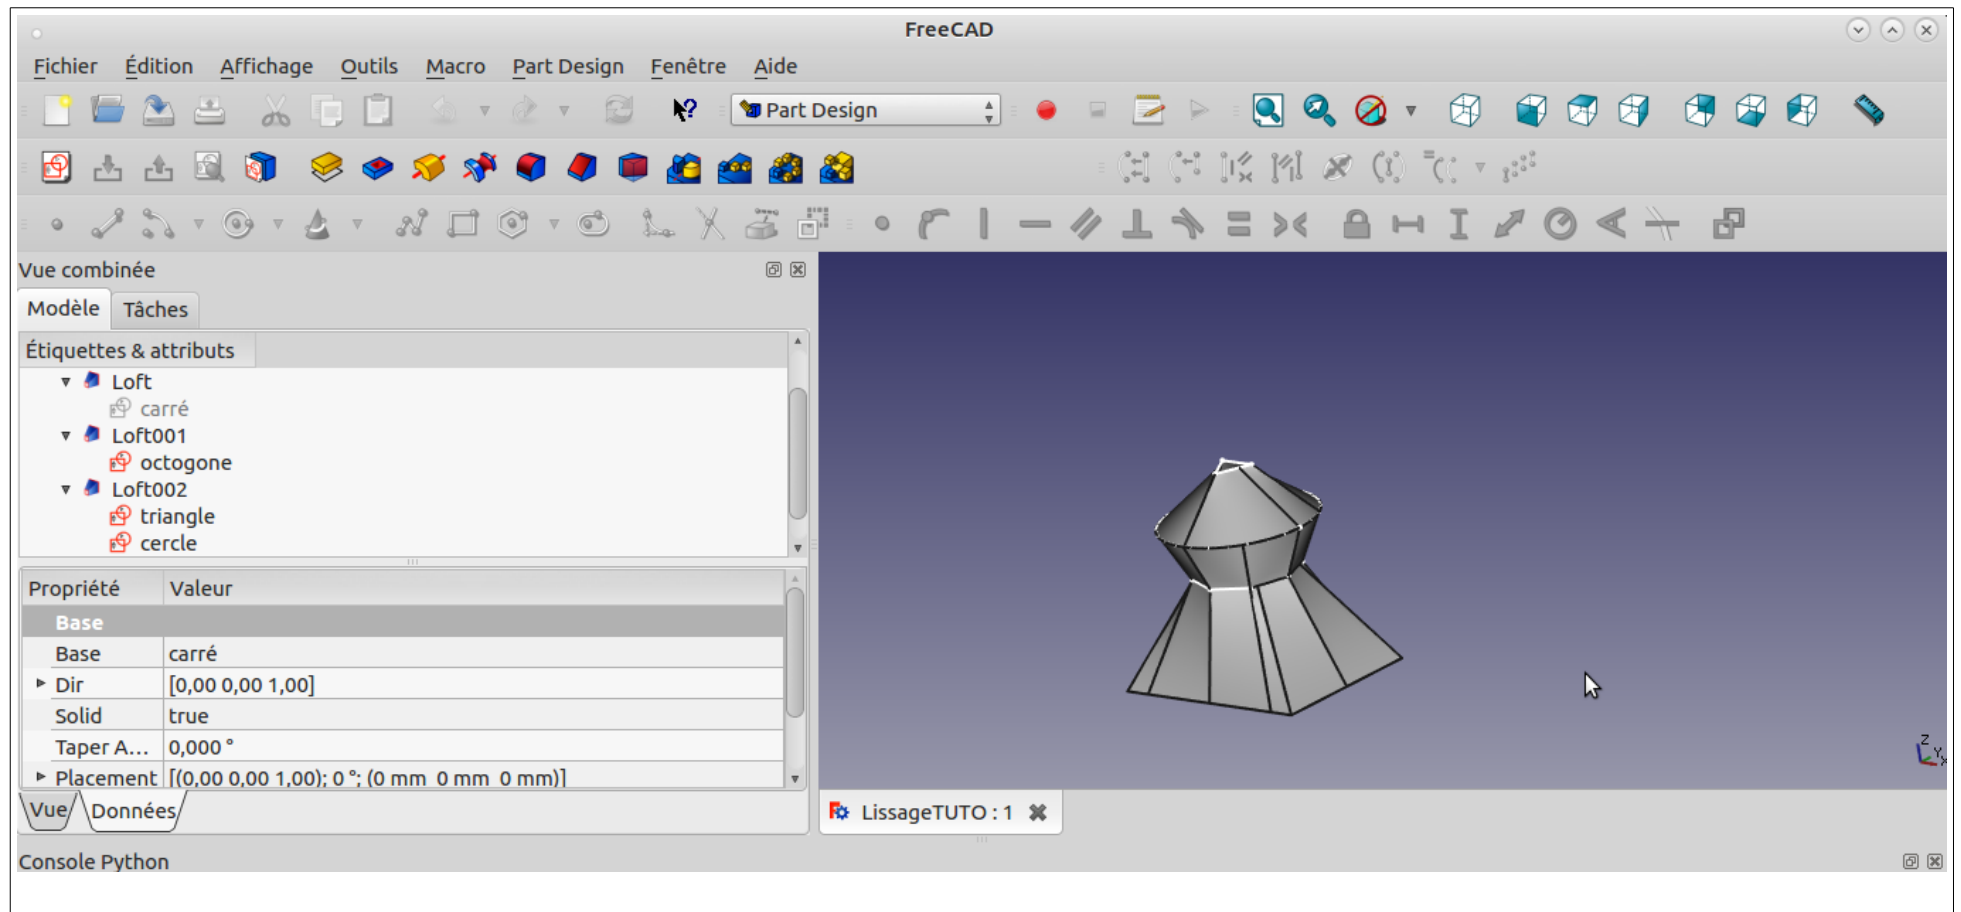 FreeCAD
Fichier Édition Affichage Outils Macro Part Design Fenêtre Aide
Part Design
Vue combinée
Modèle Tâches
Étiquettes & attributs
Loft
carré
Loft001
octogone
Loft002
triangle
cercle
Propriété Valeur
Base
Base carré
Dir [0,00 0,00 1,00]
Solid true
Taper A... 0,000 °
Placement [(0,00 0,00 1,00); 0 °; (0 mm 0 mm 0 mm)]
Z
Y
X
Vue Données
LissageTUTO : 1
Console Python